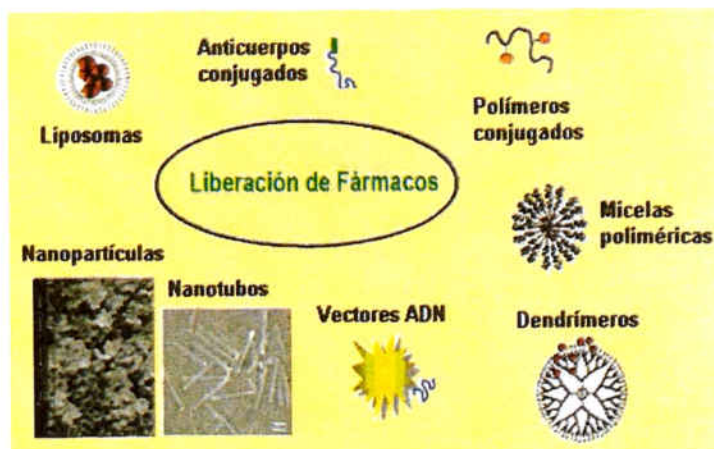 Anticuerpos
conjugados
Liposomas
Polímeros
conjugados
Liberación de Fármacos
Micelas
poliméricas
Nanopartículas
Nanotubos
Vectores ADN
Dendrímeros